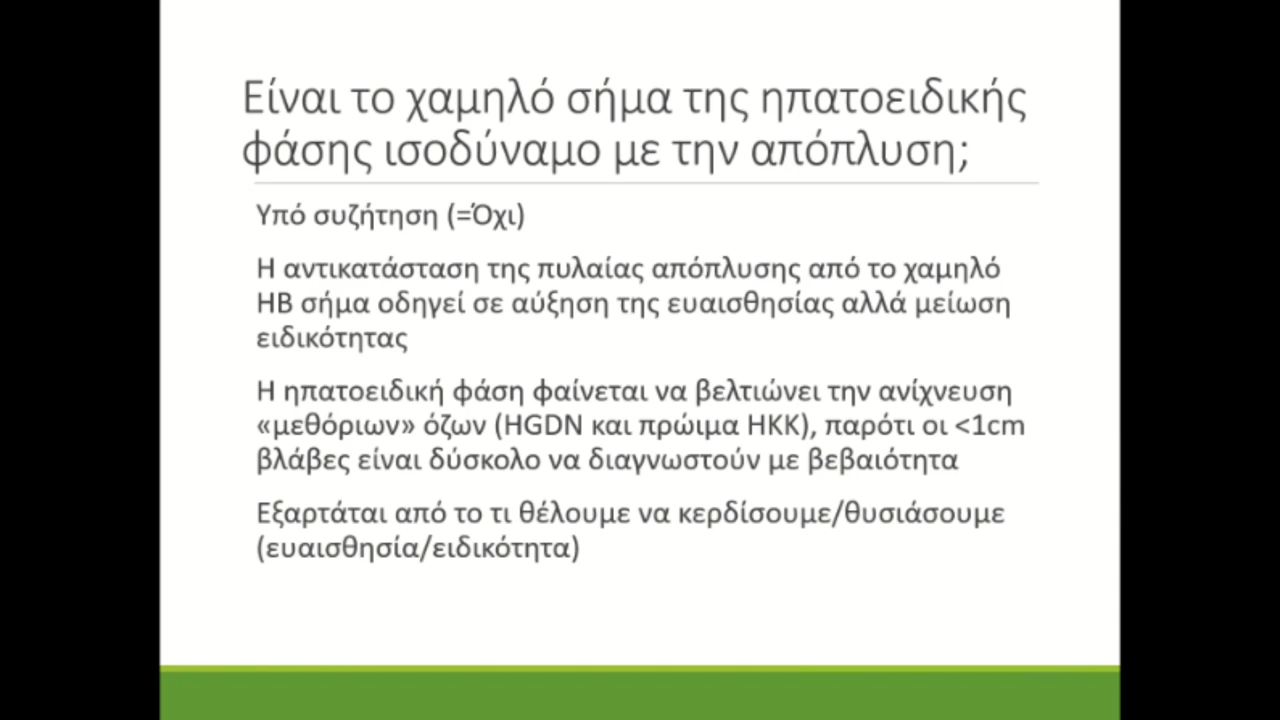 Είναι το χαμηλό σήμα της ηπατοειδικής
φάσης ισοδύναμο με την απόπλυση;
Υπό συζήτηση (=Όχι)
Η αντικατάσταση της πυλαίας απόπλυσης από το χαμηλό
HB σήμα οδηγεί σε αύξηση της ευαισθησίας αλλά μείωση
ειδικότητας
Η ηπατοειδική φάση φαίνεται να βελτιώνει την ανίχνευση
«μεθόριων» όζων (HGDN και πρώιμα ΗΚΚ), παρότι οι <1cm
βλάβες είναι δύσκολο να διαγνωστούν με βεβαιότητα
Εξαρτάται από το τι θέλουμε να κερδίσουμε/θυσιάσουμε
(ευαισθησία/ειδικότητα)